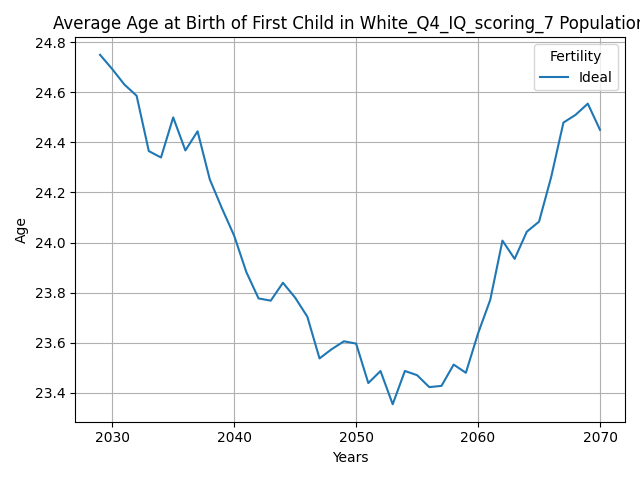 Average Age at Birth of First Child in White_Q4_IQ_scoring_7 Population
24.8
24.6
24.4
24.2
24.0
23.8
23.6
23.4
Age
Fertility
Ideal
2030 2040 2050 2060 2070
Years